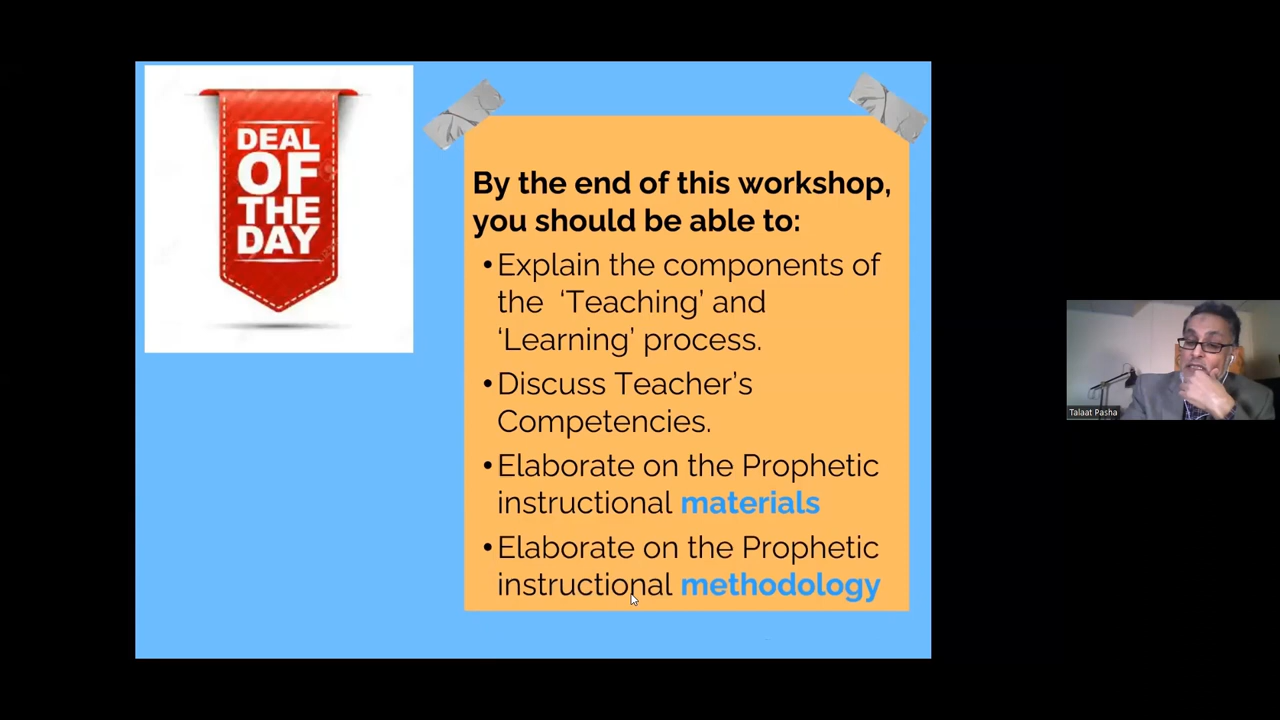 DEAL
OF
THE
DAY
By the end of this workshop,
you should be able to:
•Explain the components of
the ‘Teaching’ and
‘Learning’ process.
•Discuss Teacher’s
Competencies.
•Elaborate on the Prophetic
instructional materials
•Elaborate on the Prophetic
instructional methodology
Talaat Pasha